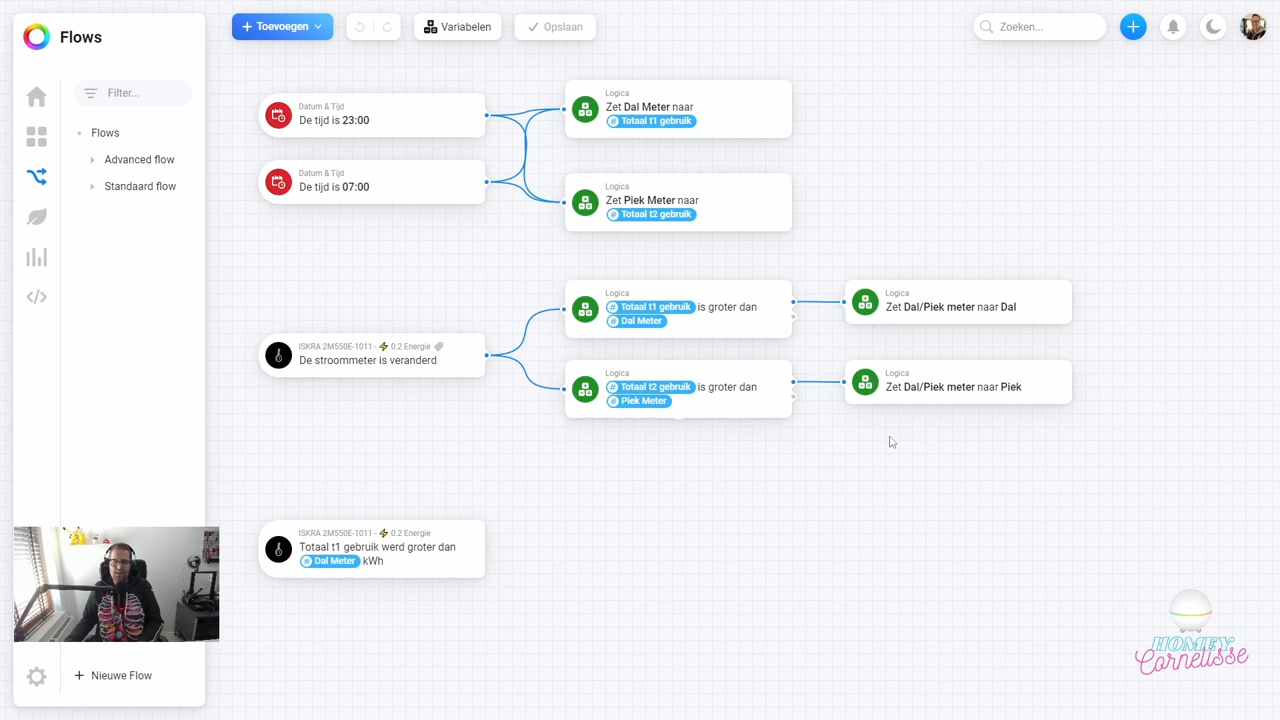 Flows
Toevoegen
Variabelen
Opslaan
Zoeken...
Filter...
Flows
Advanced flow
Standaard flow
Datum & Tijd
De tijd is 23:00
Datum & Tijd
De tijd is 07:00
Logica
Zet Dal Meter naar
# Totaal t1 gebruik
Logica
Zet Piek Meter naar
# Totaal t2 gebruik
ISKRA 2M550E-1011 - ⚡ 0.2 Energie
De stroommeter is veranderd
Logica
# Totaal t1 gebruik is groter dan
# Dal Meter
Logica
# Totaal t2 gebruik is groter dan
# Piek Meter
Logica
Zet Dal/Piek meter naar Dal
Logica
Zet Dal/Piek meter naar Piek
ISKRA 2M550E-1011 - ⚡ 0.2 Energie
Totaal t1 gebruik werd groter dan
# Dal Meter kWh
+ Nieuwe Flow
HOMEY
Cornelisse